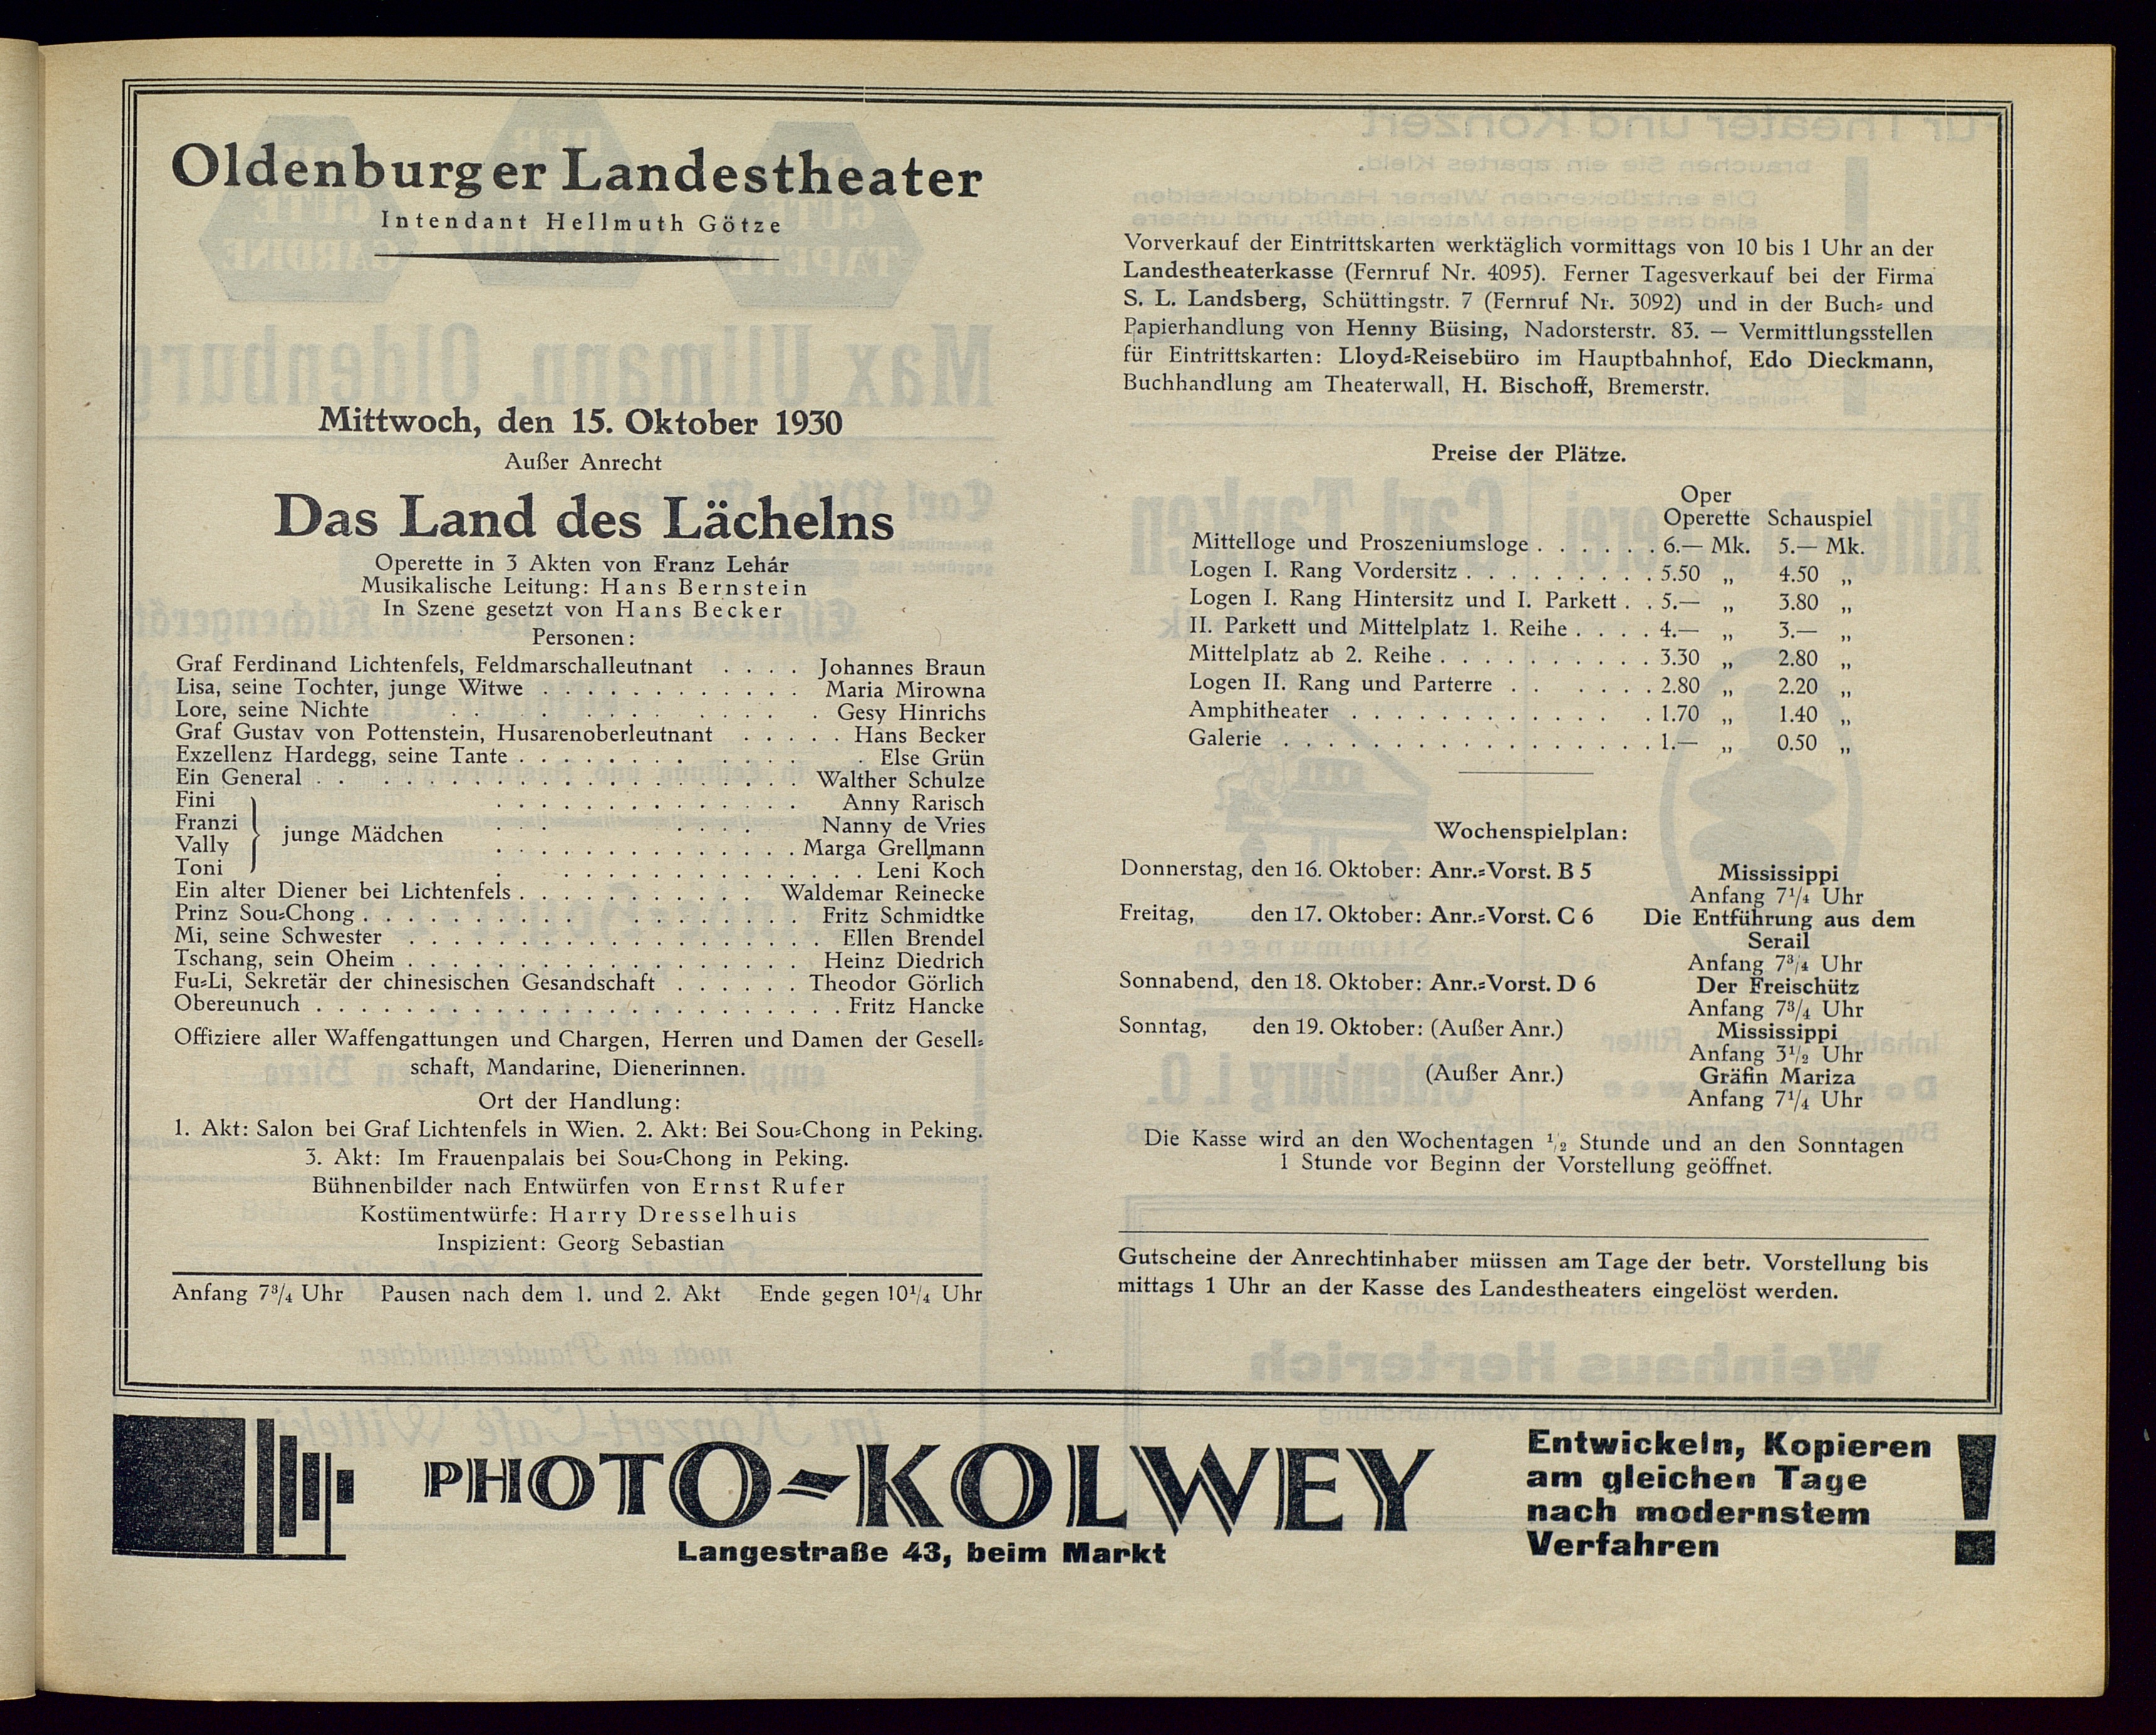 Oldenburger Landestheater
Intendant Hellmuth Götze
Mittwoch, den 15. Oktober 1930
Außer Anrecht
Das Land des Lächelns
Operette in 3 Akten von Franz Lehár
Musikalische Leitung: Hans Bernstein
In Szene gesetzt von Hans Becker
Personen:
Graf Ferdinand Lichtenfels, Feldmarschalleutnant . . . . Johannes Braun
Lisa, seine Tochter, junge Witwe . . . . . . . . . . . . Maria Mirowna
Lore, seine Nichte . . . . . . . . . . . . Gesy Hinrichs
Graf Gustav von Pottenstein, Husarenoberleutnant . . . . . Hans Becker
Exzellenz Hardegg, seine Tante . . . . . . . . . . . . Else Grün
Ein General . . . . . . . . . . . . . . . . Walther Schulze
Fini . . . . . . . . . . . Anny Rarisch
Franzi . . . . . . . Nanny de Vries
junge Mädchen
Vally . . . . . . . . . . . . . . Marga Grellmann
Toni . . . . . . . . . . . . Leni Koch
Ein alter Diener bei Lichtenfels . . . . . . . . . Waldemar Reinecke
Prinz Sou=Chong . . . . . . . . . . . . . . . Fritz Schmidtke
Mi, seine Schwester . . . . . . . . . . . . . . Ellen Brendel
Tschang, sein Oheim . . . . . . . . . . . . . . Heinz Diedrich
Fu=Li, Sekretär der chinesischen Gesandschaft . . . . . . Theodor Görlich
Obereunuch . . . . . . . . . . . . . . . . . . Fritz Hancke
Offiziere aller Waffengattungen und Chargen, Herren und Damen der Gesell=
schaft, Mandarine, Dienerinnen.
Ort der Handlung:
1. Akt: Salon bei Graf Lichtenfels in Wien. 2. Akt: Bei Sou=Chong in Peking.
3. Akt: Im Frauenpalais bei Sou=Chong in Peking.
Bühnenbilder nach Entwürfen von Ernst Rufer
Kostümentwürfe: Harry Dresselhuis
Inspizient: Georg Sebastian
Anfang 7³/₄ Uhr Pausen nach dem 1. und 2. Akt Ende gegen 10¹/₄ Uhr
Vorverkauf der Eintrittskarten werktäglich vormittags von 10 bis 1 Uhr an der
Landestheaterkasse (Fernruf Nr. 4095). Ferner Tagesverkauf bei der Firma
S. L. Landsberg, Schüttingstr. 7 (Fernruf Nr. 3092) und in der Buch= und
Papierhandlung von Henny Büsing, Nadorsterstr. 83. — Vermittlungsstellen
für Eintrittskarten: Lloyd=Reisebüro im Hauptbahnhof, Edo Dieckmann,
Buchhandlung am Theaterwall, H. Bischoff, Bremerstr.
Preise der Plätze.
Oper
Operette Schauspiel
Mittelloge und Proszeniumsloge . . . . . . 6.— Mk. 5.— Mk.
Logen I. Rang Vordersitz . . . . . . . . . 5.50 „ 4.50 „
Logen I. Rang Hintersitz und I. Parkett . . 5.— „ 3.80 „
II. Parkett und Mittelplatz 1. Reihe . . . . 4.— „ 3.— „
Mittelplatz ab 2. Reihe . . . . . . . . . . 3.30 „ 2.80 „
Logen II. Rang und Parterre . . . . . . 2.80 „ 2.20 „
Amphitheater . . . . . . . . . . . . 1.70 „ 1.40 „
Galerie . . . . . . . . . . . . . . . . . 1.— „ 0.50 „
Wochenspielplan:
Donnerstag, den 16. Oktober: Anr.=Vorst. B 5 Mississippi
Anfang 7¹/₄ Uhr
Freitag, den 17. Oktober: Anr.=Vorst. C 6 Die Entführung aus dem
Serail
Anfang 7³/₄ Uhr
Sonnabend, den 18. Oktober: Anr.=Vorst. D 6 Der Freischütz
Anfang 7³/₄ Uhr
Sonntag, den 19. Oktober: (Außer Anr.) Mississippi
Anfang 3¹/₂ Uhr
(Außer Anr.) Gräfin Mariza
Anfang 7¹/₄ Uhr
Die Kasse wird an den Wochentagen ¹/₂ Stunde und an den Sonntagen
1 Stunde vor Beginn der Vorstellung geöffnet.
Gutscheine der Anrechtinhaber müssen am Tage der betr. Vorstellung bis
mittags 1 Uhr an der Kasse des Landestheaters eingelöst werden.
PHOTO-KOLWEY
Langestraße 43, beim Markt
Entwickeln, Kopieren
am gleichen Tage
nach modernstem
Verfahren !